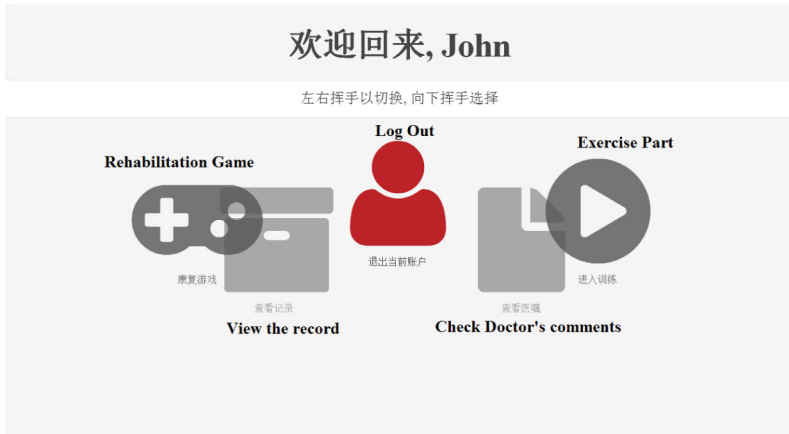 欢迎回来, John
左右挥手以切换, 向下挥手选择
Log Out
Exercise Part
Rehabilitation Game
退出当前账户
康复游戏
进入训练
查看记录
查看医嘱
View the record
Check Doctor's comments